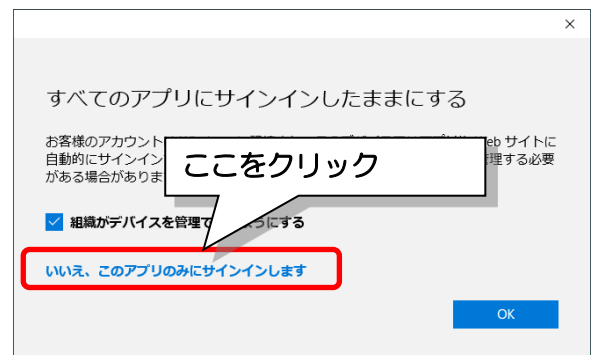 すべてのアプリにサインインしたままにする
お客様のアカウント eb サイトに
自動的にサインイン 管理する必要
がある場合がありま
ここをクリック
組織がデバイスを管理で ようにする
いいえ、このアプリのみにサインインします
OK